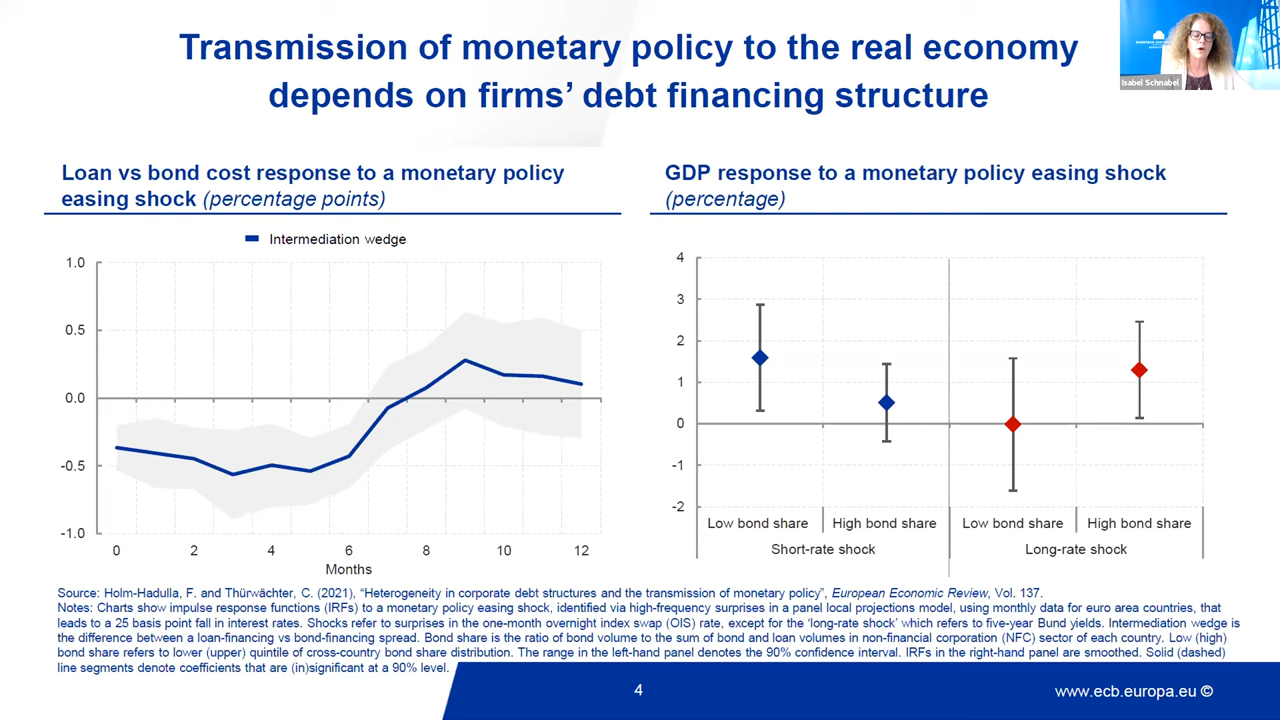 Transmission of monetary policy to the real economy
depends on firms’ debt financing structure
Isabel Schnabel
Loan vs bond cost response to a monetary policy
easing shock (percentage points)
Intermediation wedge
1.0
0.5
0.0
-0.5
-1.0
0 2 4 6 8 10 12
Months
GDP response to a monetary policy easing shock
(percentage)
4
3
2
1
0
-1
-2
Low bond share High bond share Low bond share High bond share
Short-rate shock Long-rate shock
Source: Holm-Hadulla, F. and Thürwächter, C. (2021), “Heterogeneity in corporate debt structures and the transmission of monetary policy”, European Economic Review, Vol. 137.
Notes: Charts show impulse response functions (IRFs) to a monetary policy easing shock, identified via high-frequency surprises in a panel local projections model, using monthly data for euro area countries, that
leads to a 25 basis point fall in interest rates. Shocks refer to surprises in the one-month overnight index swap (OIS) rate, except for the ‘long-rate shock’ which refers to five-year Bund yields. Intermediation wedge is
the difference between a loan-financing vs bond-financing spread. Bond share is the ratio of bond volume to the sum of bond and loan volumes in non-financial corporation (NFC) sector of each country. Low (high)
bond share refers to lower (upper) quintile of cross-country bond share distribution. The range in the left-hand panel denotes the 90% confidence interval. IRFs in the right-hand panel are smoothed. Solid (dashed)
line segments denote coefficients that are (in)significant at a 90% level.
4
www.ecb.europa.eu ©